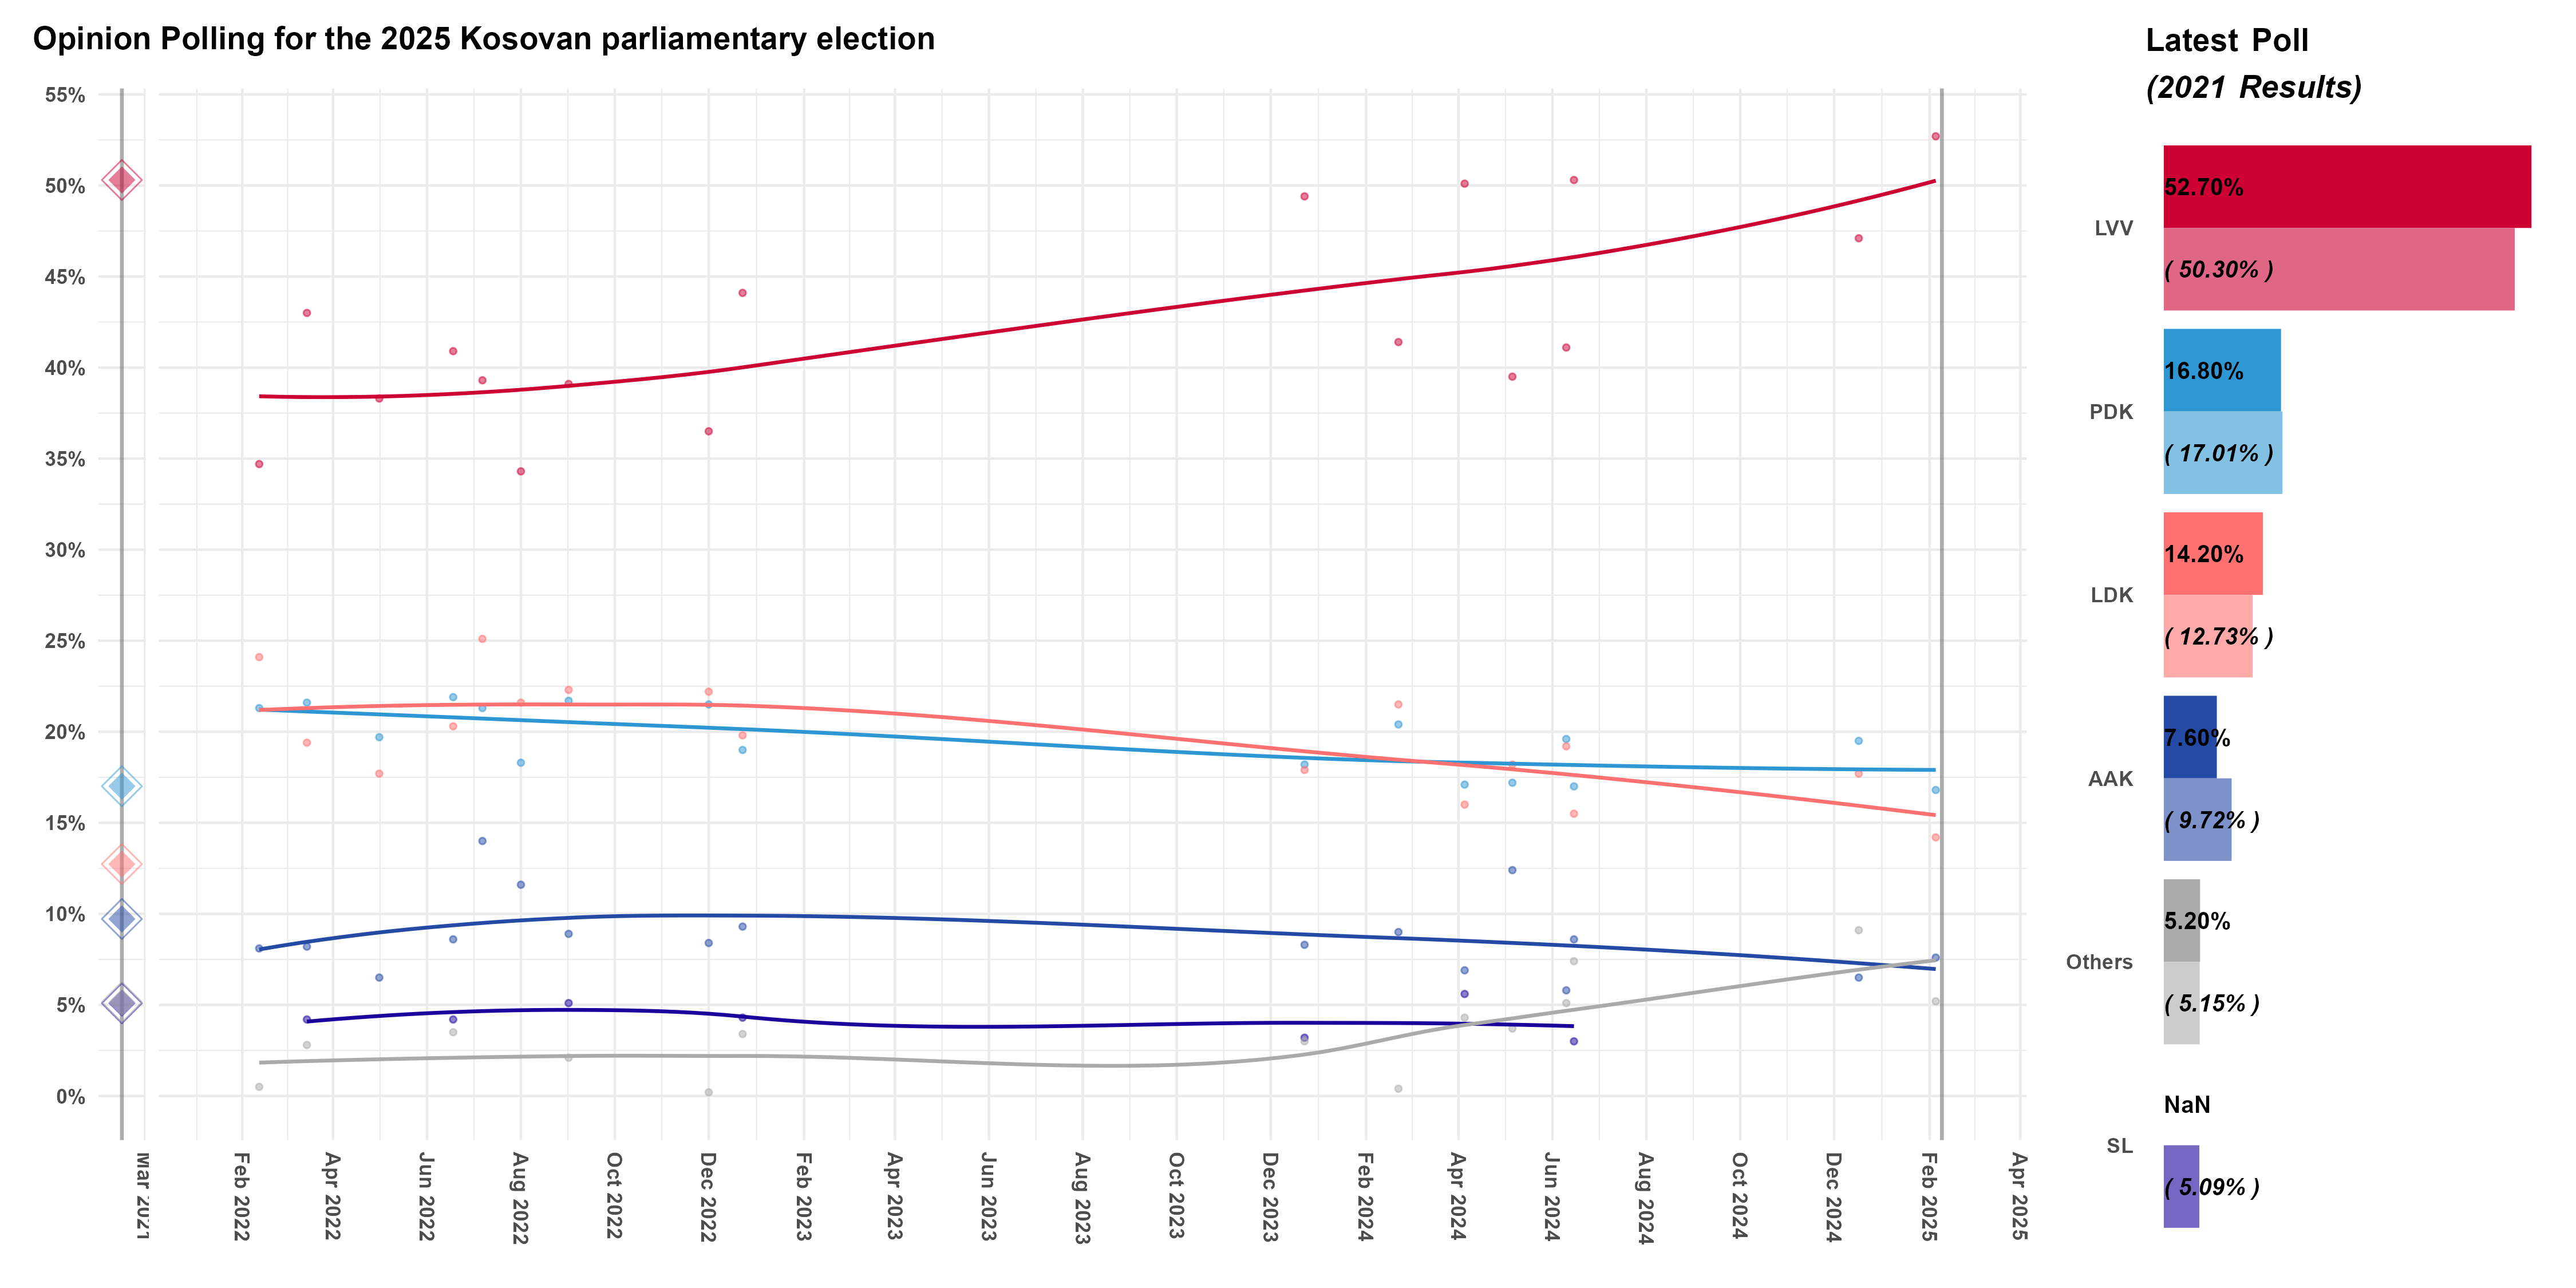 Opinion Polling for the 2025 Kosovan parliamentary election
55%
50%
45%
40%
35%
30%
25%
20%
15%
10%
5%
0%
Mar 2021
Feb 2022
Apr 2022
Jun 2022
Aug 2022
Oct 2022
Dec 2022
Feb 2023
Apr 2023
Jun 2023
Aug 2023
Oct 2023
Dec 2023
Feb 2024
Apr 2024
Jun 2024
Aug 2024
Oct 2024
Dec 2024
Feb 2025
Apr 2025
Latest Poll
(2021 Results)
LVV
52.70%
( 50.30% )
PDK
16.80%
( 17.01% )
LDK
14.20%
( 12.73% )
AAK
7.60%
( 9.72% )
Others
5.20%
( 5.15% )
SL
NaN
( 5.09% )